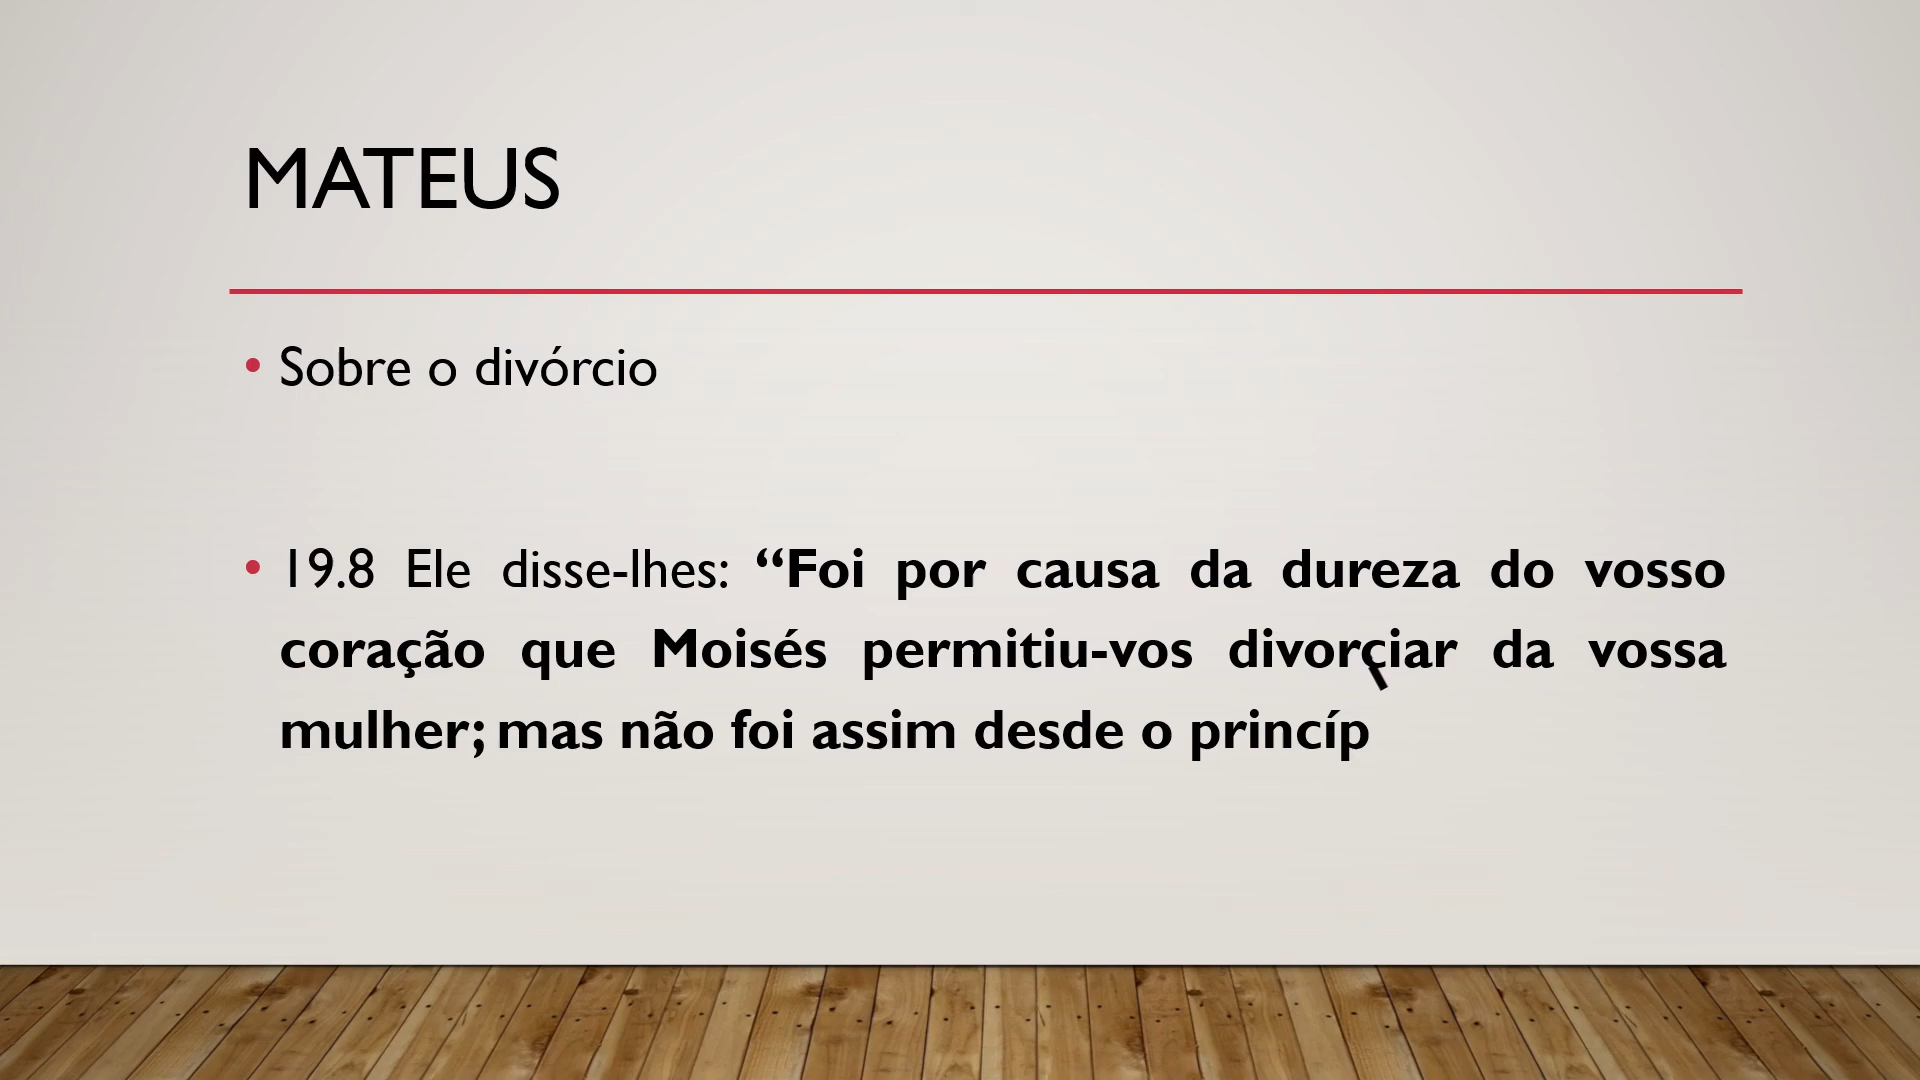 MATEUS
• Sobre o divórcio
• 19.8 Ele disse-lhes: “Foi por causa da dureza do vosso
coração que Moisés permitiu-vos divorciar da vossa
mulher; mas não foi assim desde o princíp